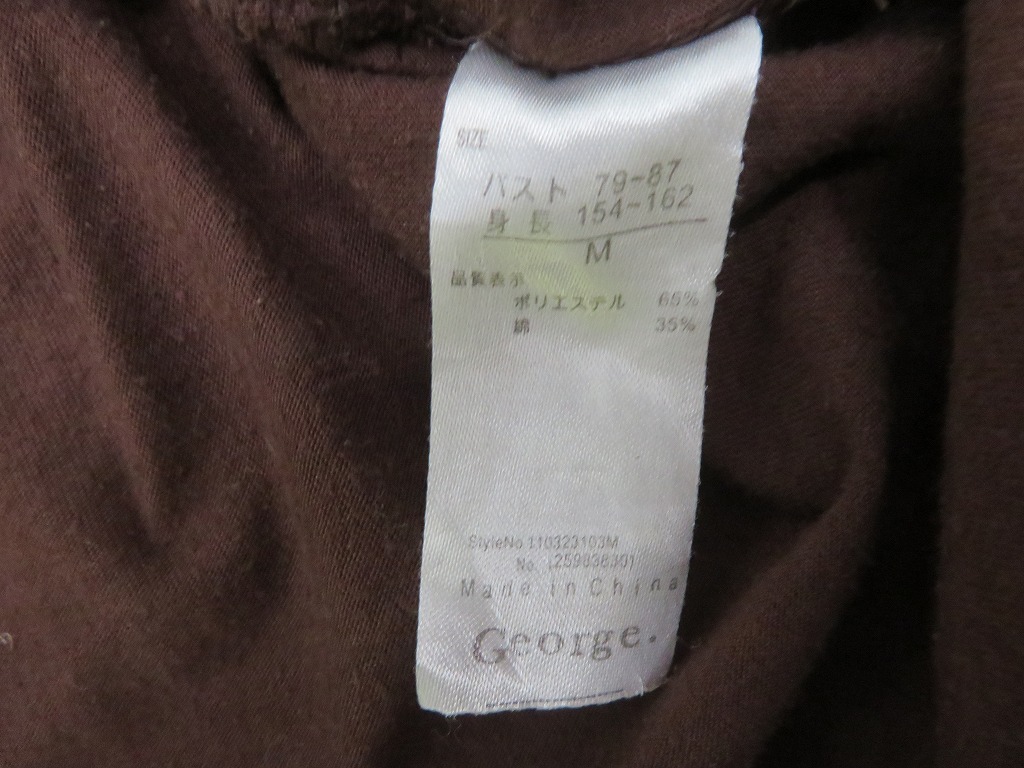 SIZE
バスト 79-87
身長 154-162
M
品質表示
ポリエステル 65%
綿 35%
StyleNo 110323103M
No.
Made in China
George.